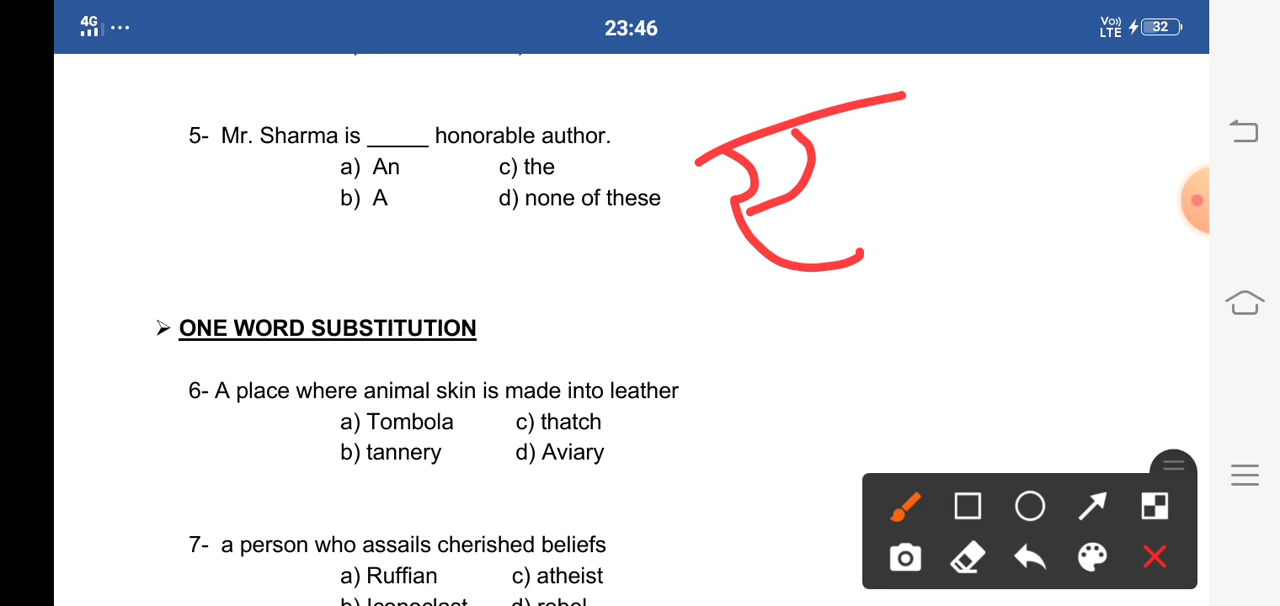 4G ...
23:46
Vo)) LTE 32
5- Mr. Sharma is _____ honorable author.
a) An c) the
b) A d) none of these
➢ ONE WORD SUBSTITUTION
6- A place where animal skin is made into leather
a) Tombola c) thatch
b) tannery d) Aviary
7- a person who assails cherished beliefs
a) Ruffian c) atheist
b) Iconoclast d) rebel